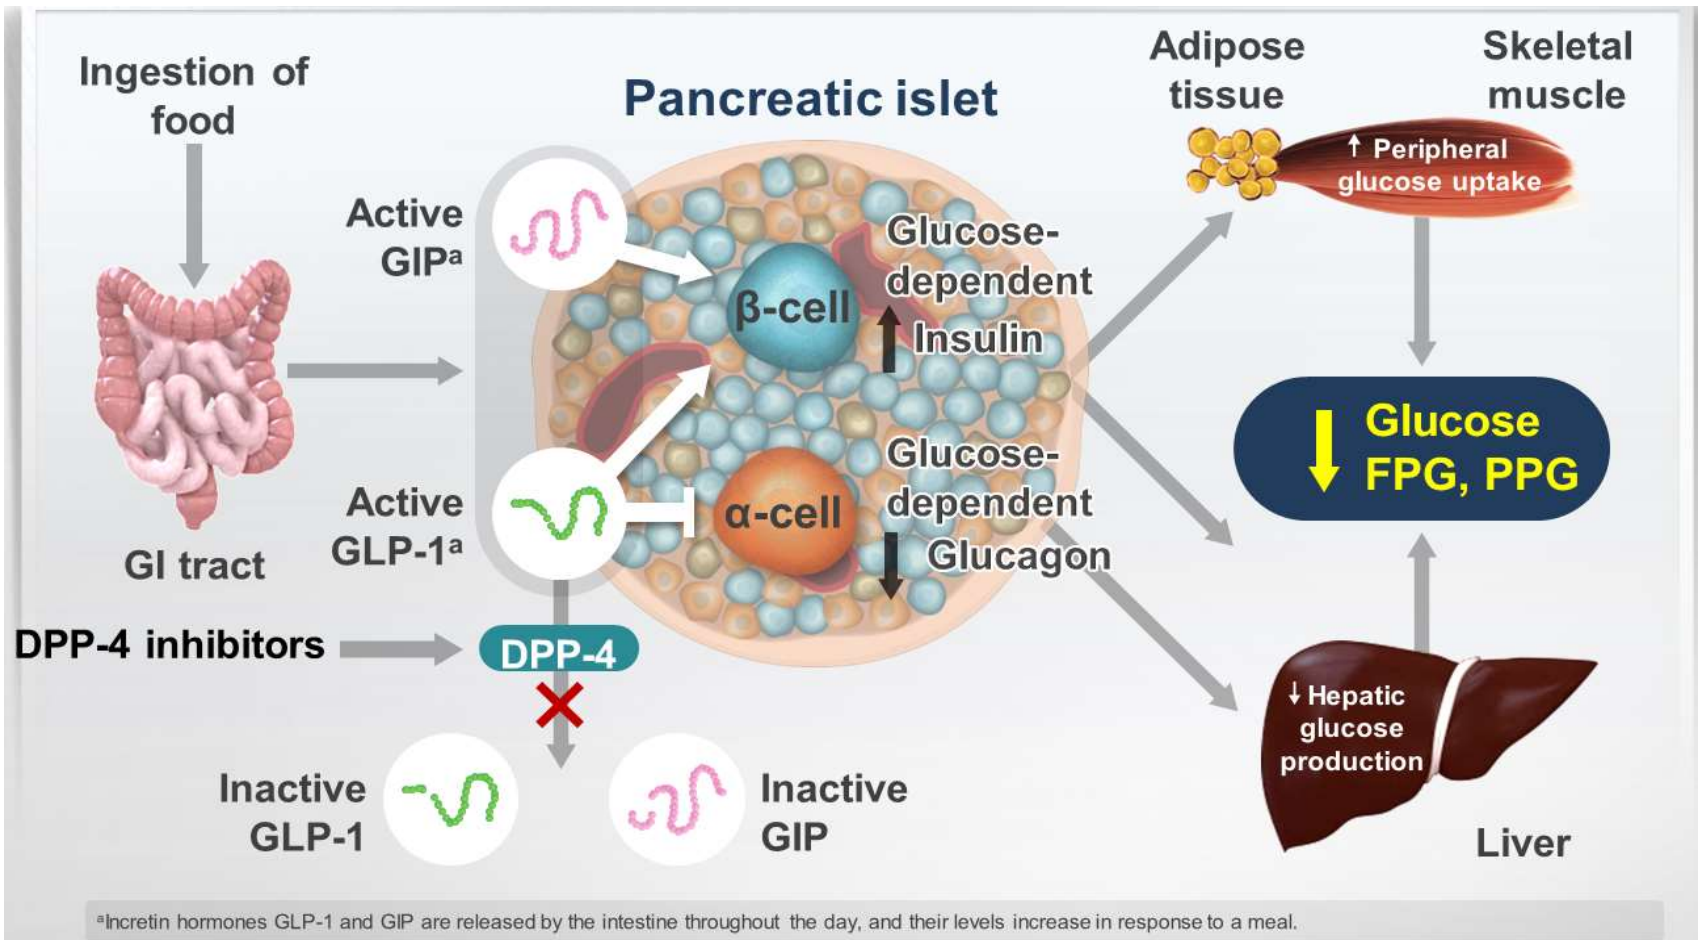 Ingestion of
food
GI tract
Pancreatic islet
Active
GIPᵃ
β-cell
Glucose-
dependent
Insulin
Active
GLP-1ᵃ
α-cell
Glucose-
dependent
Glucagon
DPP-4 inhibitors
DPP-4
Inactive
GLP-1
Inactive
GIP
Adipose
tissue
Skeletal
muscle
↑ Peripheral
glucose uptake
Glucose
FPG, PPG
↓ Hepatic
glucose
production
Liver
ᵃIncretin hormones GLP-1 and GIP are released by the intestine throughout the day, and their levels increase in response to a meal.